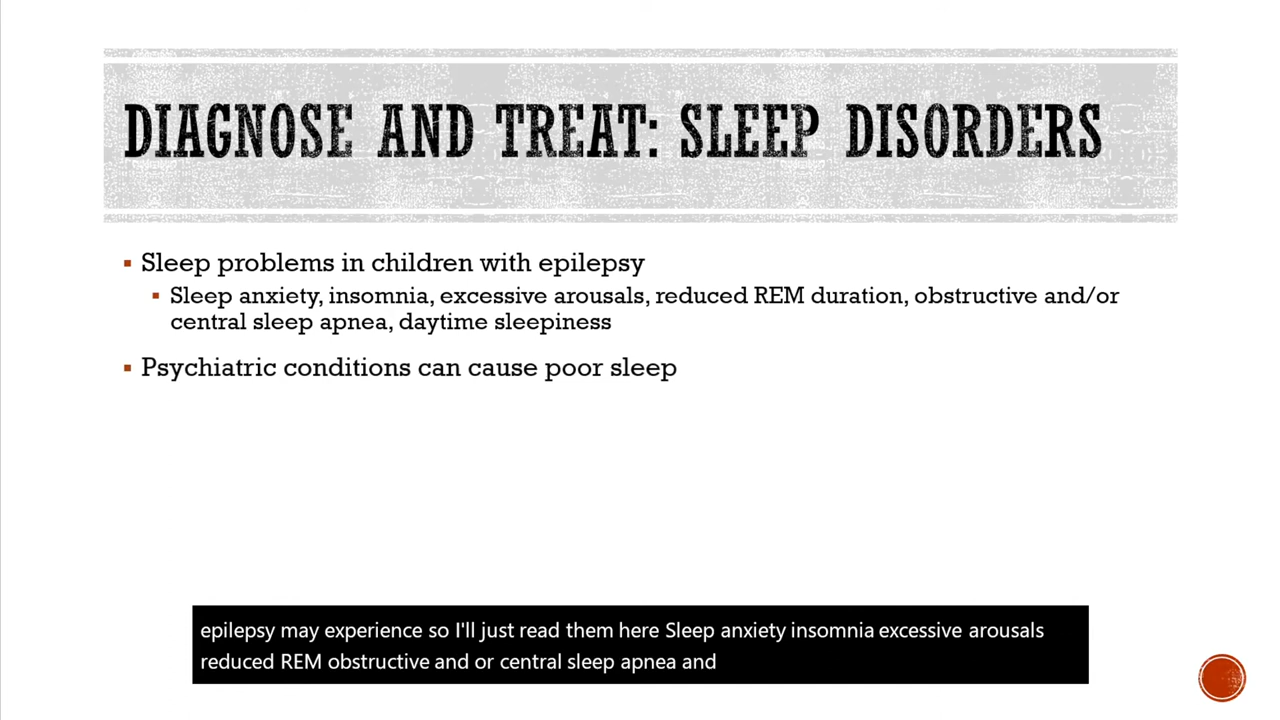 DIAGNOSE AND TREAT: SLEEP DISORDERS
▪ Sleep problems in children with epilepsy
▪ Sleep anxiety, insomnia, excessive arousals, reduced REM duration, obstructive and/or
central sleep apnea, daytime sleepiness
▪ Psychiatric conditions can cause poor sleep
epilepsy may experience so I'll just read them here Sleep anxiety insomnia excessive arousals
reduced REM obstructive and or central sleep apnea and